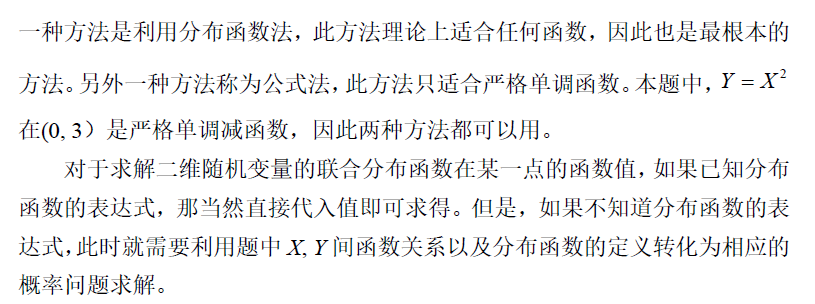 一种方法是利用分布函数法，此方法理论上适合任何函数，因此也是最根本的
方法。另外一种方法称为公式法，此方法只适合严格单调函数。本题中，Y = X²
在(0, 3）是严格单调减函数，因此两种方法都可以用。
对于求解二维随机变量的联合分布函数在某一点的函数值，如果已知分布
函数的表达式，那当然直接代入值即可求得。但是，如果不知道分布函数的表
达式，此时就需要利用题中 X, Y 间函数关系以及分布函数的定义转化为相应的
概率问题求解。